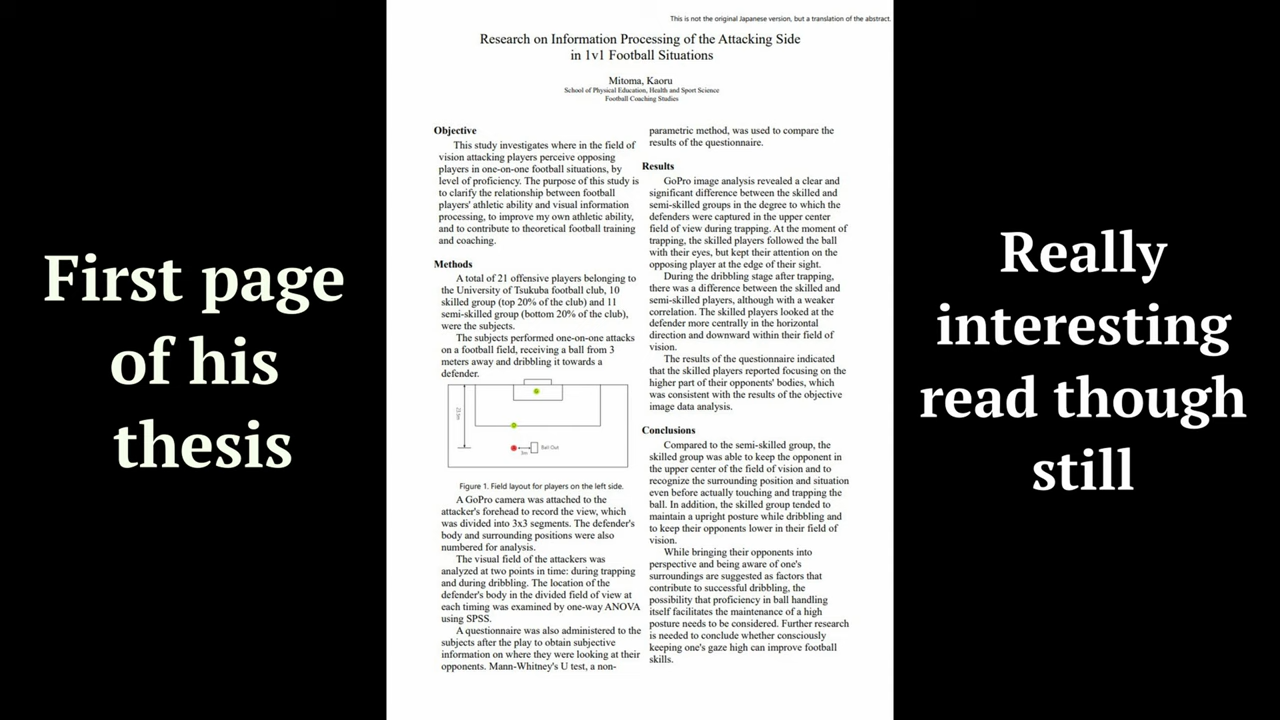 First page
of his
thesis
This is not the original Japanese version, but a translation of the abstract.
Research on Information Processing of the Attacking Side
in 1v1 Football Situations
Mitoma, Kaoru
School of Physical Education, Health and Sport Science
Football Coaching Studies
Objective
This study investigates where in the field of
vision attacking players perceive opposing
players in one-on-one football situations, by
level of proficiency. The purpose of this study is
to clarify the relationship between football
players' athletic ability and visual information
processing, to improve my own athletic ability,
and to contribute to theoretical football training
and coaching.
Methods
A total of 21 offensive players belonging to
the University of Tsukuba football club, 10
skilled group (top 20% of the club) and 11
semi-skilled group (bottom 20% of the club),
were the subjects.
The subjects performed one-on-one attacks
on a football field, receiving a ball from 3
meters away and dribbling it towards a
defender.
Ball Out
3m
Figure 1. Field layout for players on the left side.
A GoPro camera was attached to the
attacker's forehead to record the view, which
was divided into 3x3 segments. The defender's
body and surrounding positions were also
numbered for analysis.
The visual field of the attackers was
analyzed at two points in time: during trapping
and during dribbling. The location of the
defender's body in the divided field of view at
each timing was examined by one-way ANOVA
using SPSS.
A questionnaire was also administered to the
subjects after the play to obtain subjective
information on where they were looking at their
opponents. Mann-Whitney's U test, a non-
parametric method, was used to compare the
results of the questionnaire.
Results
GoPro image analysis revealed a clear and
significant difference between the skilled and
semi-skilled groups in the degree to which the
defenders were captured in the upper center
field of view during trapping. At the moment of
trapping, the skilled players followed the ball
with their eyes, but kept their attention on the
opposing player at the edge of their sight.
During the dribbling stage after trapping,
there was a difference between the skilled and
semi-skilled players, although with a weaker
correlation. The skilled players looked at the
defender more centrally in the horizontal
direction and downward within their field of
vision.
The results of the questionnaire indicated
that the skilled players reported focusing on the
higher part of their opponents' bodies, which
was consistent with the results of the objective
image data analysis.
Conclusions
Compared to the semi-skilled group, the
skilled group was able to keep the opponent in
the upper center of the field of vision and to
recognize the surrounding position and situation
even before actually touching and trapping the
ball. In addition, the skilled group tended to
maintain a upright posture while dribbling and
to keep their opponents lower in their field of
vision.
While bringing their opponents into
perspective and being aware of one's
surroundings are suggested as factors that
contribute to successful dribbling, the
possibility that proficiency in ball handling
itself facilitates the maintenance of a high
posture needs to be considered. Further research
is needed to conclude whether consciously
keeping one's gaze high can improve football
skills.
Really
interesting
read though
still